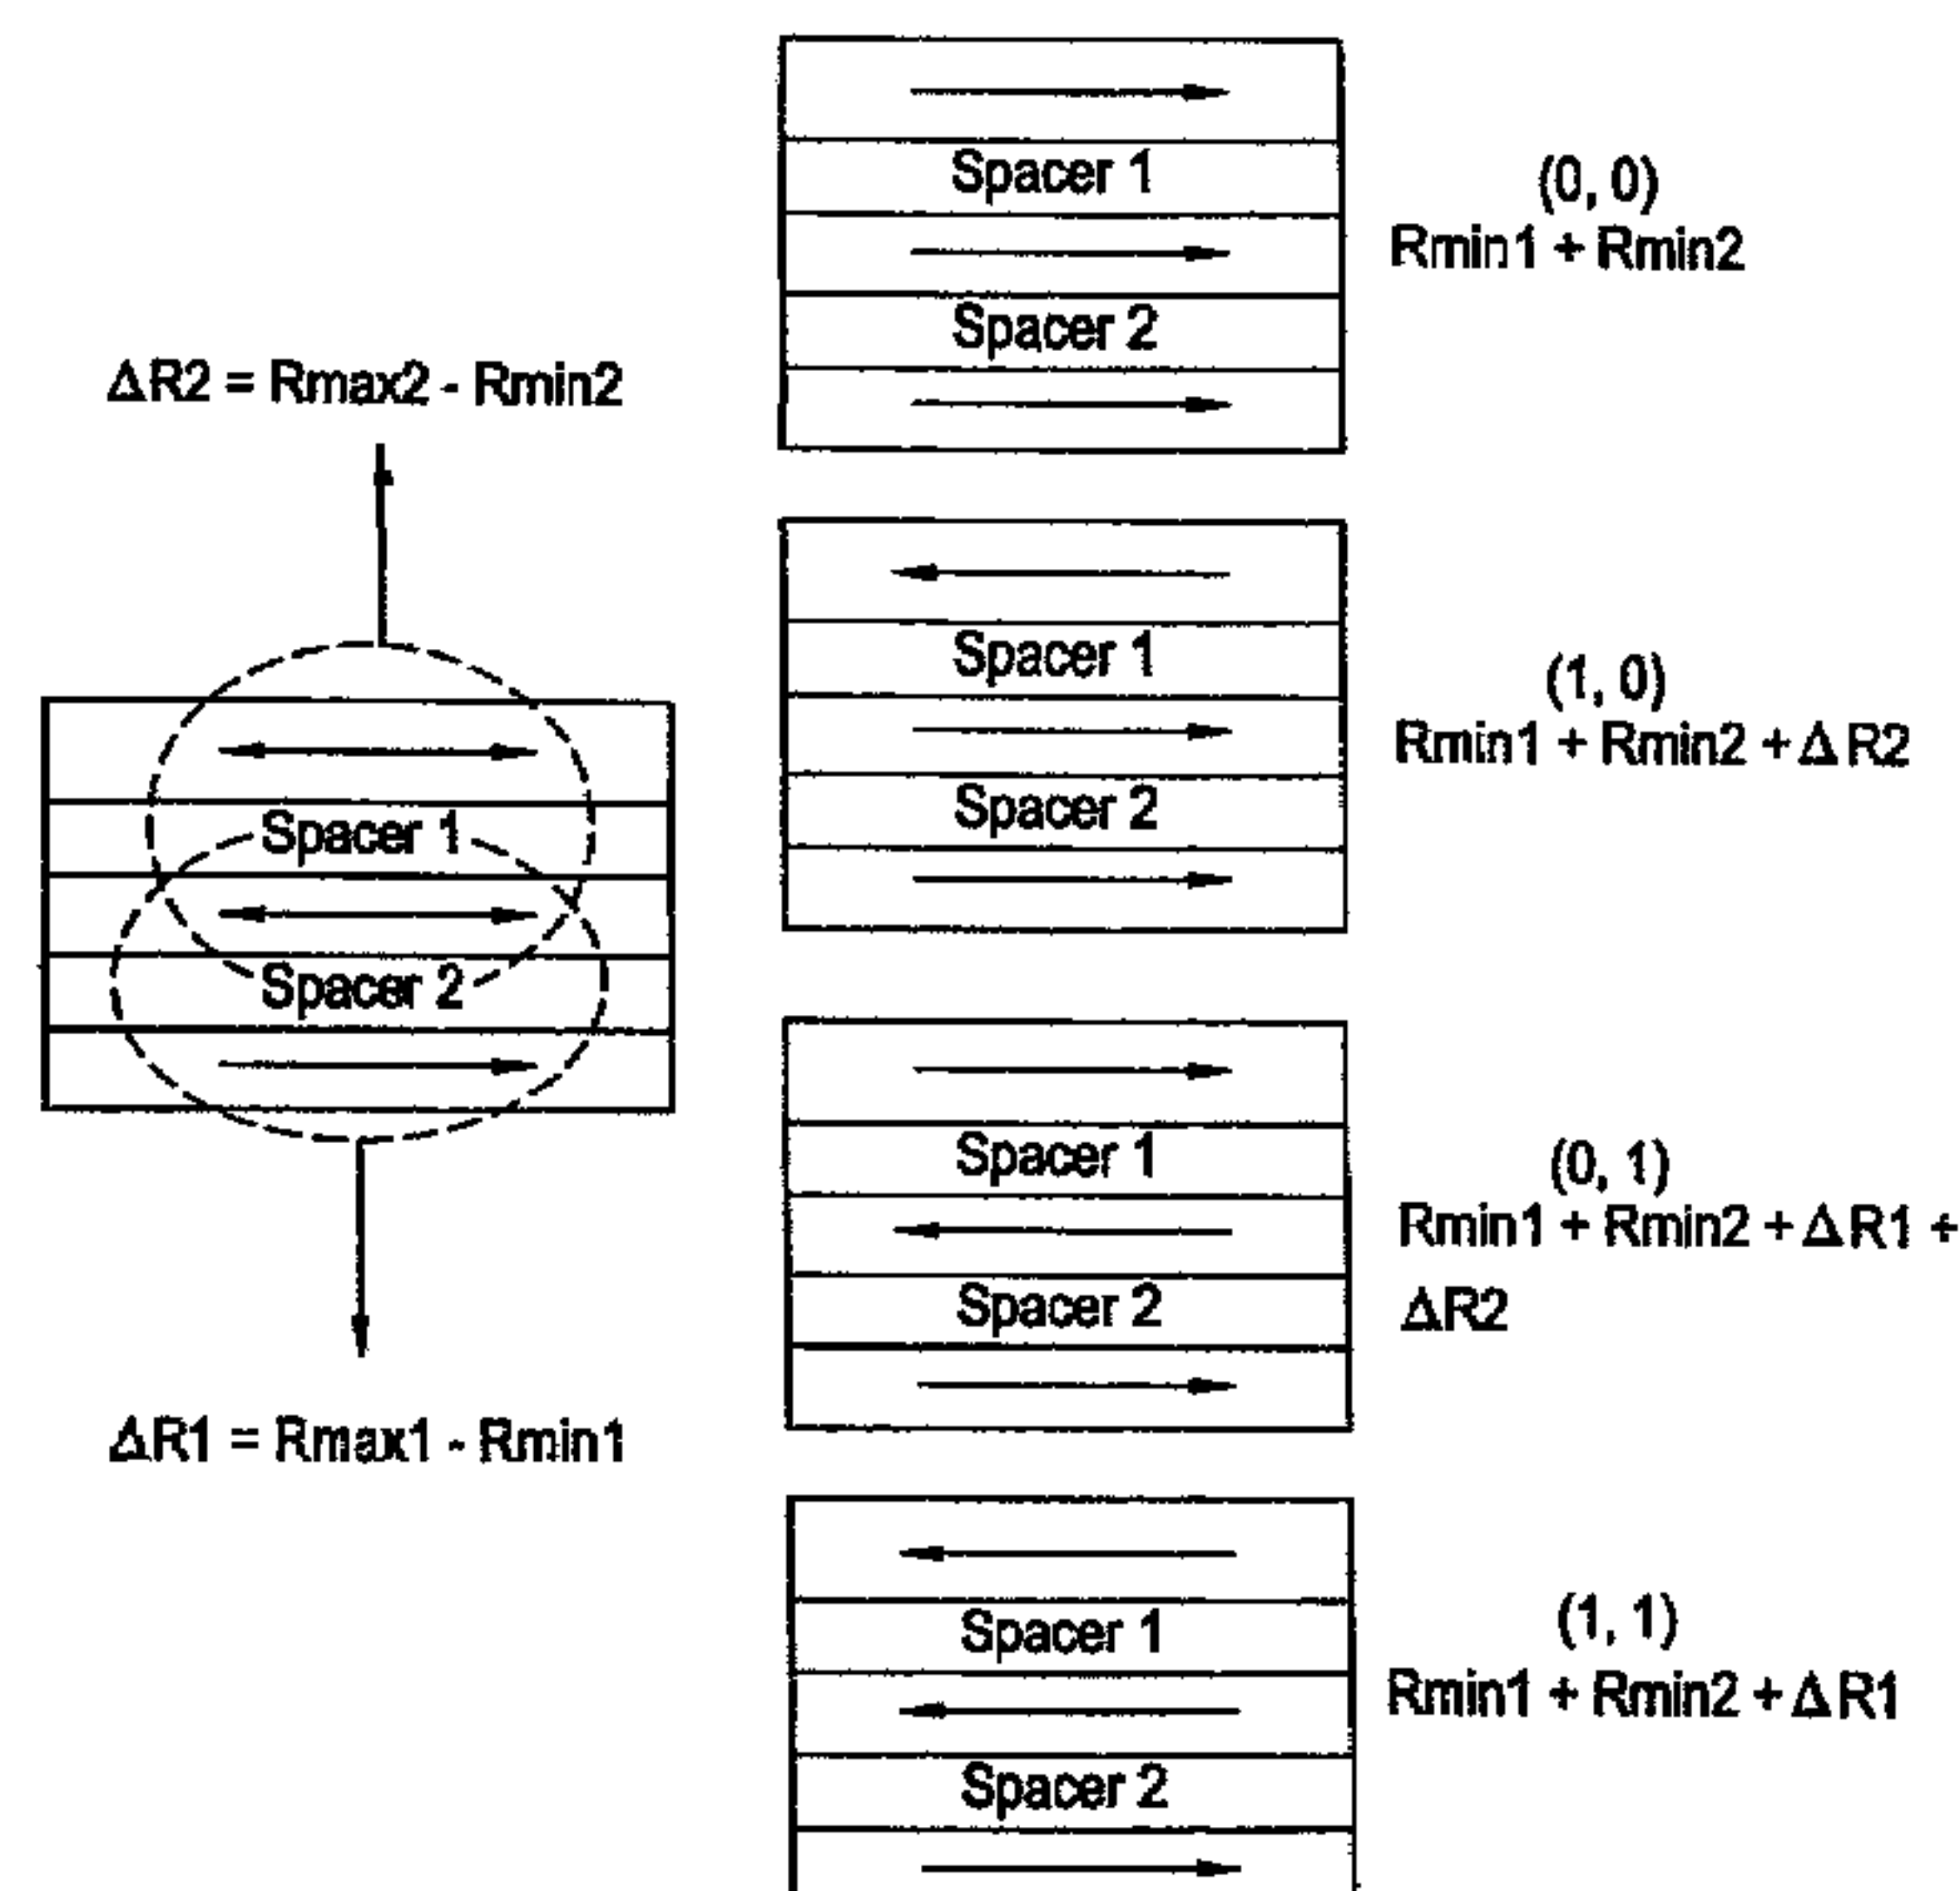 ΔR2 = Rmax2 - Rmin2
Spacer 1
Spacer 2
ΔR1 = Rmax1 - Rmin1
Spacer 1
Spacer 2
(0, 0)
Rmin1 + Rmin2
Spacer 1
Spacer 2
(1, 0)
Rmin1 + Rmin2 + ΔR2
Spacer 1
Spacer 2
(0, 1)
Rmin1 + Rmin2 + ΔR1 +
ΔR2
Spacer 1
Spacer 2
(1, 1)
Rmin1 + Rmin2 + ΔR1